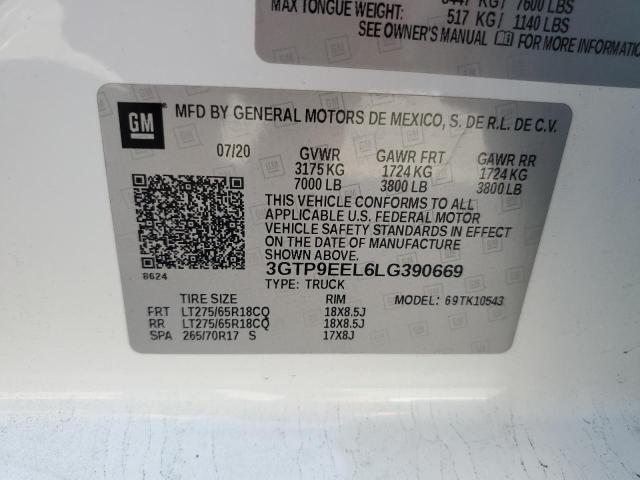 KG/ 7600 LBS
MAX TONGUE WEIGHT: 517 KG/ 1140 LBS
SEE OWNER'S MANUAL FOR MORE INFORMATION
GM
MFD BY GENERAL MOTORS DE MEXICO, S. DE R.L. DE C.V.
07/20 GVWR GAWR FRT GAWR RR
3175 KG 1724 KG 1724 KG
7000 LB 3800 LB 3800 LB
THIS VEHICLE CONFORMS TO ALL
APPLICABLE U.S. FEDERAL MOTOR
VEHICLE SAFETY STANDARDS IN
EFFECT ON THE DATE OF MANUFACTURE
SHOWN ABOVE.
8624
3GTP9EEL6LG390669
TYPE: TRUCK MODEL: 69TK10543
TIRE SIZE RIM
FRT LT275/65R18CQ 18X8.5J
RR LT275/65R18CQ 18X8.5J
SPA 265/70R17 S 17X8J